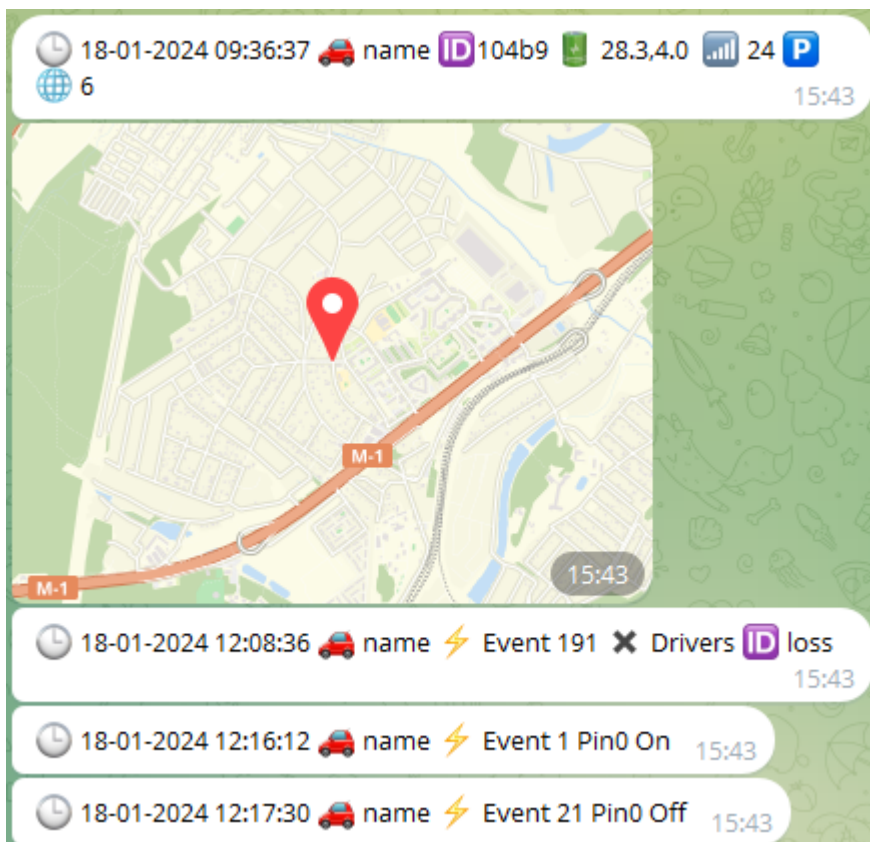 🕒 18-01-2024 09:36:37 🚗 name 🆔104b9 🔋 28.3,4.0 📶 24 🅿️
🌐 6
15:43
M-1
M-1
15:43
🕒 18-01-2024 12:08:36 🚗 name ⚡ Event 191 ✖️ Drivers 🆔 loss
15:43
🕒 18-01-2024 12:16:12 🚗 name ⚡ Event 1 Pin0 On 15:43
🕒 18-01-2024 12:17:30 🚗 name ⚡ Event 21 Pin0 Off 15:43